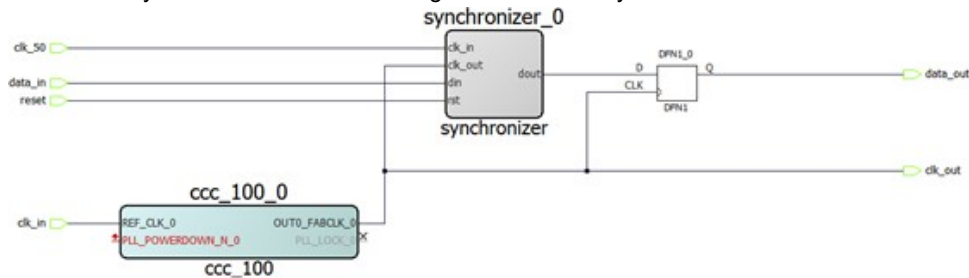 synchronizer_0
clk_50
clk_in
clk_out
data_in
din
dout
reset
rst
synchronizer
DFN1_0
D
Q
CLK
DFN1
data_out
clk_out
ccc_100_0
clk_in
REF_CLK_0
OUT0_FABCLK_0
PLL_POWERDOWN_N_0
PLL_LOCK_0
ccc_100